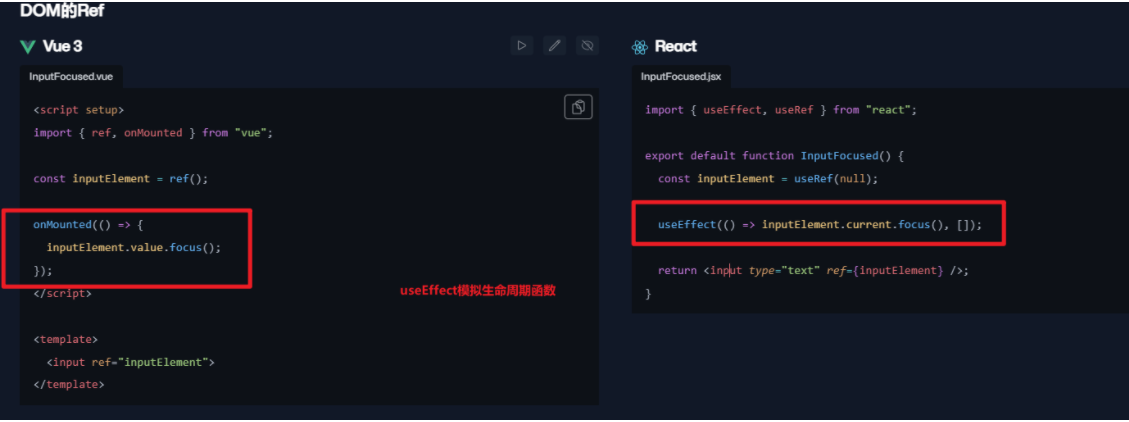 DOM的Ref
Vue 3
InputFocused.vue
<script setup>
import { ref, onMounted } from "vue";
const inputElement = ref();
onMounted(() => {
inputElement.value.focus();
});
</script>
<template>
<input ref="inputElement">
</template>
useEffect模拟生命周期函数
React
InputFocused.jsx
import { useEffect, useRef } from "react";
export default function InputFocused() {
const inputElement = useRef(null);
useEffect(() => inputElement.current.focus(), []);
return <input type="text" ref={inputElement} />;
}